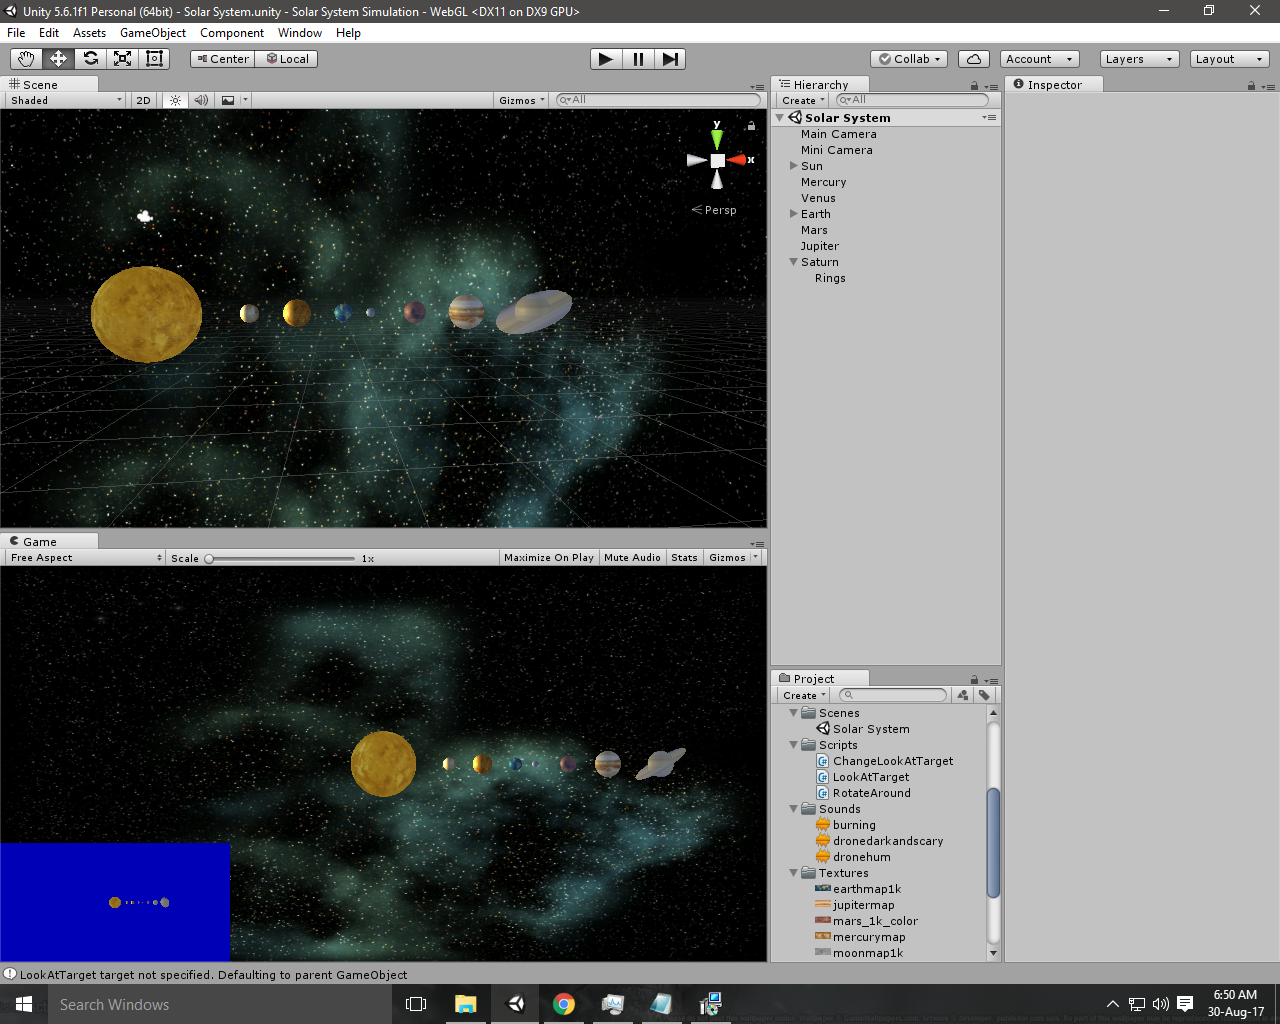 Unity 5.6.1f1 Personal (64bit) - Solar System.unity - Solar System Simulation - WebGL <DX11 on DX9 GPU>
File Edit Assets GameObject Component Window Help
Center Local Collab Account Layers Layout
Scene
Shaded 2D Gizmos All
y
x
Persp
Game
Free Aspect Scale 1x Maximize On Play Mute Audio Stats Gizmos
Hierarchy
Create All
Solar System
Main Camera
Mini Camera
Sun
Mercury
Venus
Earth
Mars
Jupiter
Saturn
Rings
Inspector
Project
Create
Scenes
Solar System
Scripts
ChangeLookAtTarget
LookAtTarget
RotateAround
Sounds
burning
dronedarkandscary
dronehum
Textures
earthmap1k
jupitermap
mars_1k_color
mercurymap
moonmap1k
LookAtTarget target not specified. Defaulting to parent GameObject
Search Windows
6:50 AM
30-Aug-17